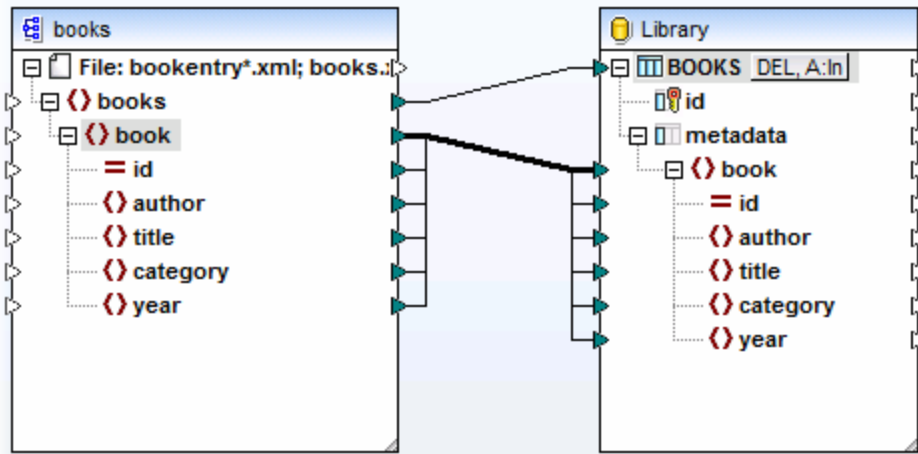 books
File: bookentry*.xml; books.
books
book
id
author
title
category
year
Library
BOOKS DEL, A:In
id
metadata
book
id
author
title
category
year